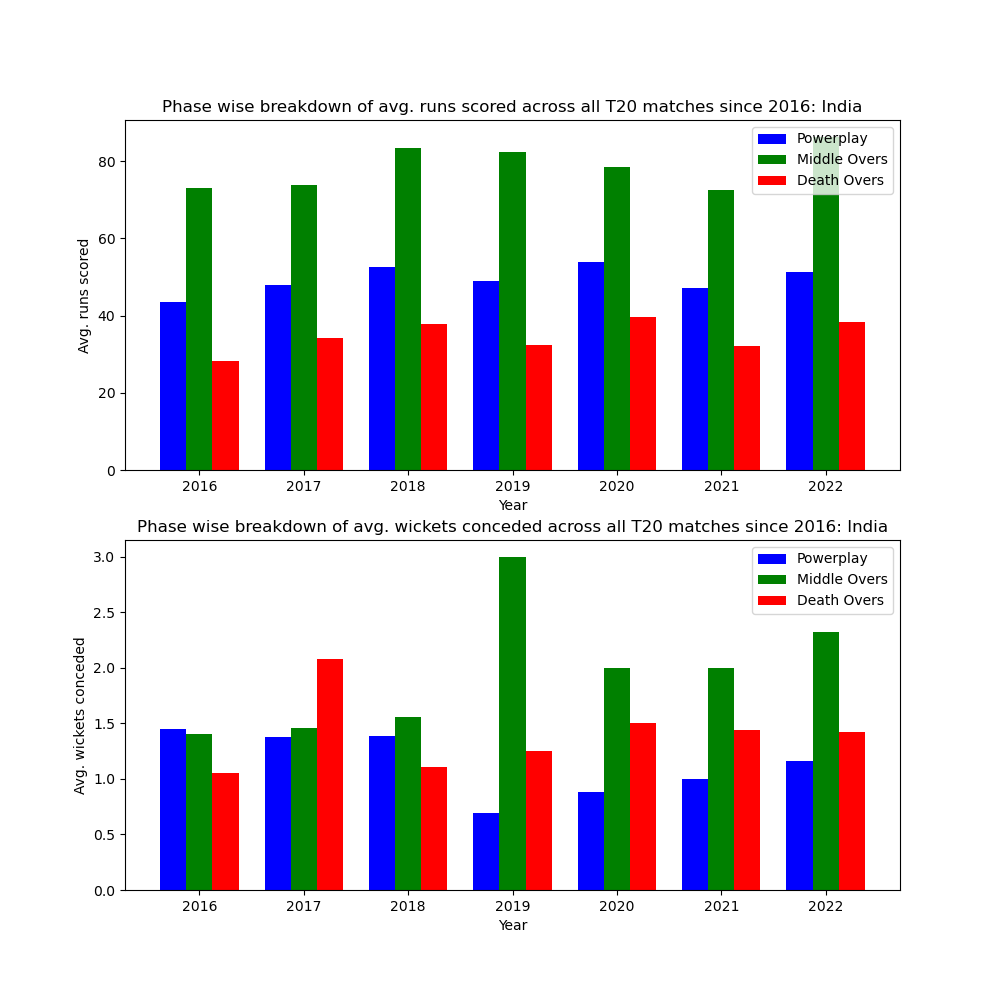 Phase wise breakdown of avg. runs scored across all T20 matches since 2016: India
Powerplay
Middle Overs
Death Overs
Avg. runs scored
80
60
40
20
0
2016 2017 2018 2019 2020 2021 2022
Year
Phase wise breakdown of avg. wickets conceded across all T20 matches since 2016: India
Powerplay
Middle Overs
Death Overs
Avg. wickets conceded
3.0
2.5
2.0
1.5
1.0
0.5
0.0
2016 2017 2018 2019 2020 2021 2022
Year